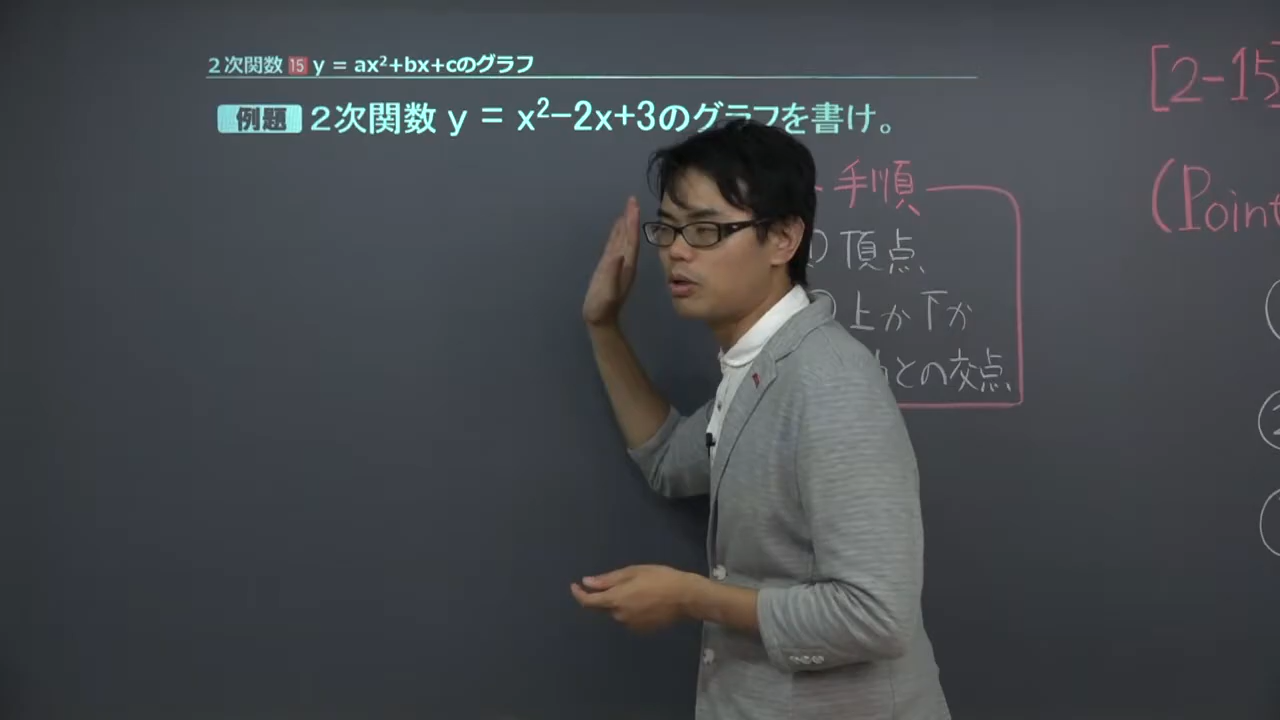 2次関数 15 y = ax²+bx+cのグラフ
例題 2次関数 y = x²−2x+3のグラフを書け。
手順
頂点
上か下か
との交点
[2-15]
(Point